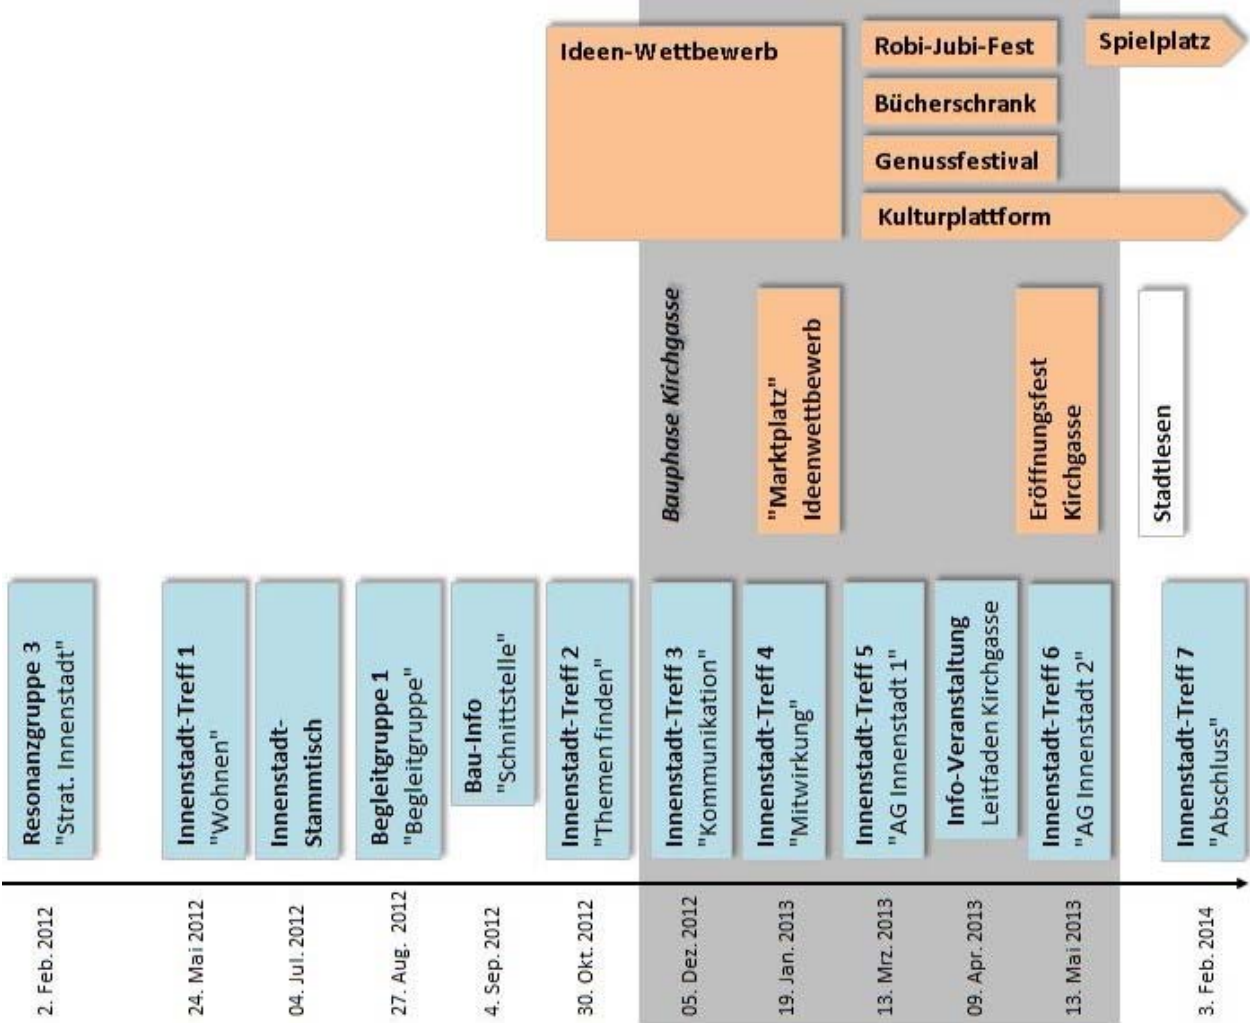 Ideen-Wettbewerb
Robi-Jubi-Fest
Spielplatz
Bücherschrank
Genussfestival
Kulturplattform
Bauphase Kirchgasse
"Marktplatz"
Ideenwettbewerb
Eröffnungsfest
Kirchgasse
Stadtlesen
Resonanzgruppe 3
"Strat. Innenstadt"
Innenstadt-Treff 1
"Wohnen"
Innenstadt-
Stammtisch
Begleitgruppe 1
"Begleitgruppe"
Bau-Info
"Schnittstelle"
Innenstadt-Treff 2
"Themen finden"
Innenstadt-Treff 3
"Kommunikation"
Innenstadt-Treff 4
"Mitwirkung"
Innenstadt-Treff 5
"AG Innenstadt 1"
Info-Veranstaltung
Leitfaden Kirchgasse
Innenstadt-Treff 6
"AG Innenstadt 2"
Innenstadt-Treff 7
"Abschluss"
2. Feb. 2012
24. Mai 2012
04. Jul. 2012
27. Aug. 2012
4. Sep. 2012
30. Okt. 2012
05. Dez. 2012
19. Jan. 2013
13. Mrz. 2013
09. Apr. 2013
13. Mai 2013
3. Feb. 2014